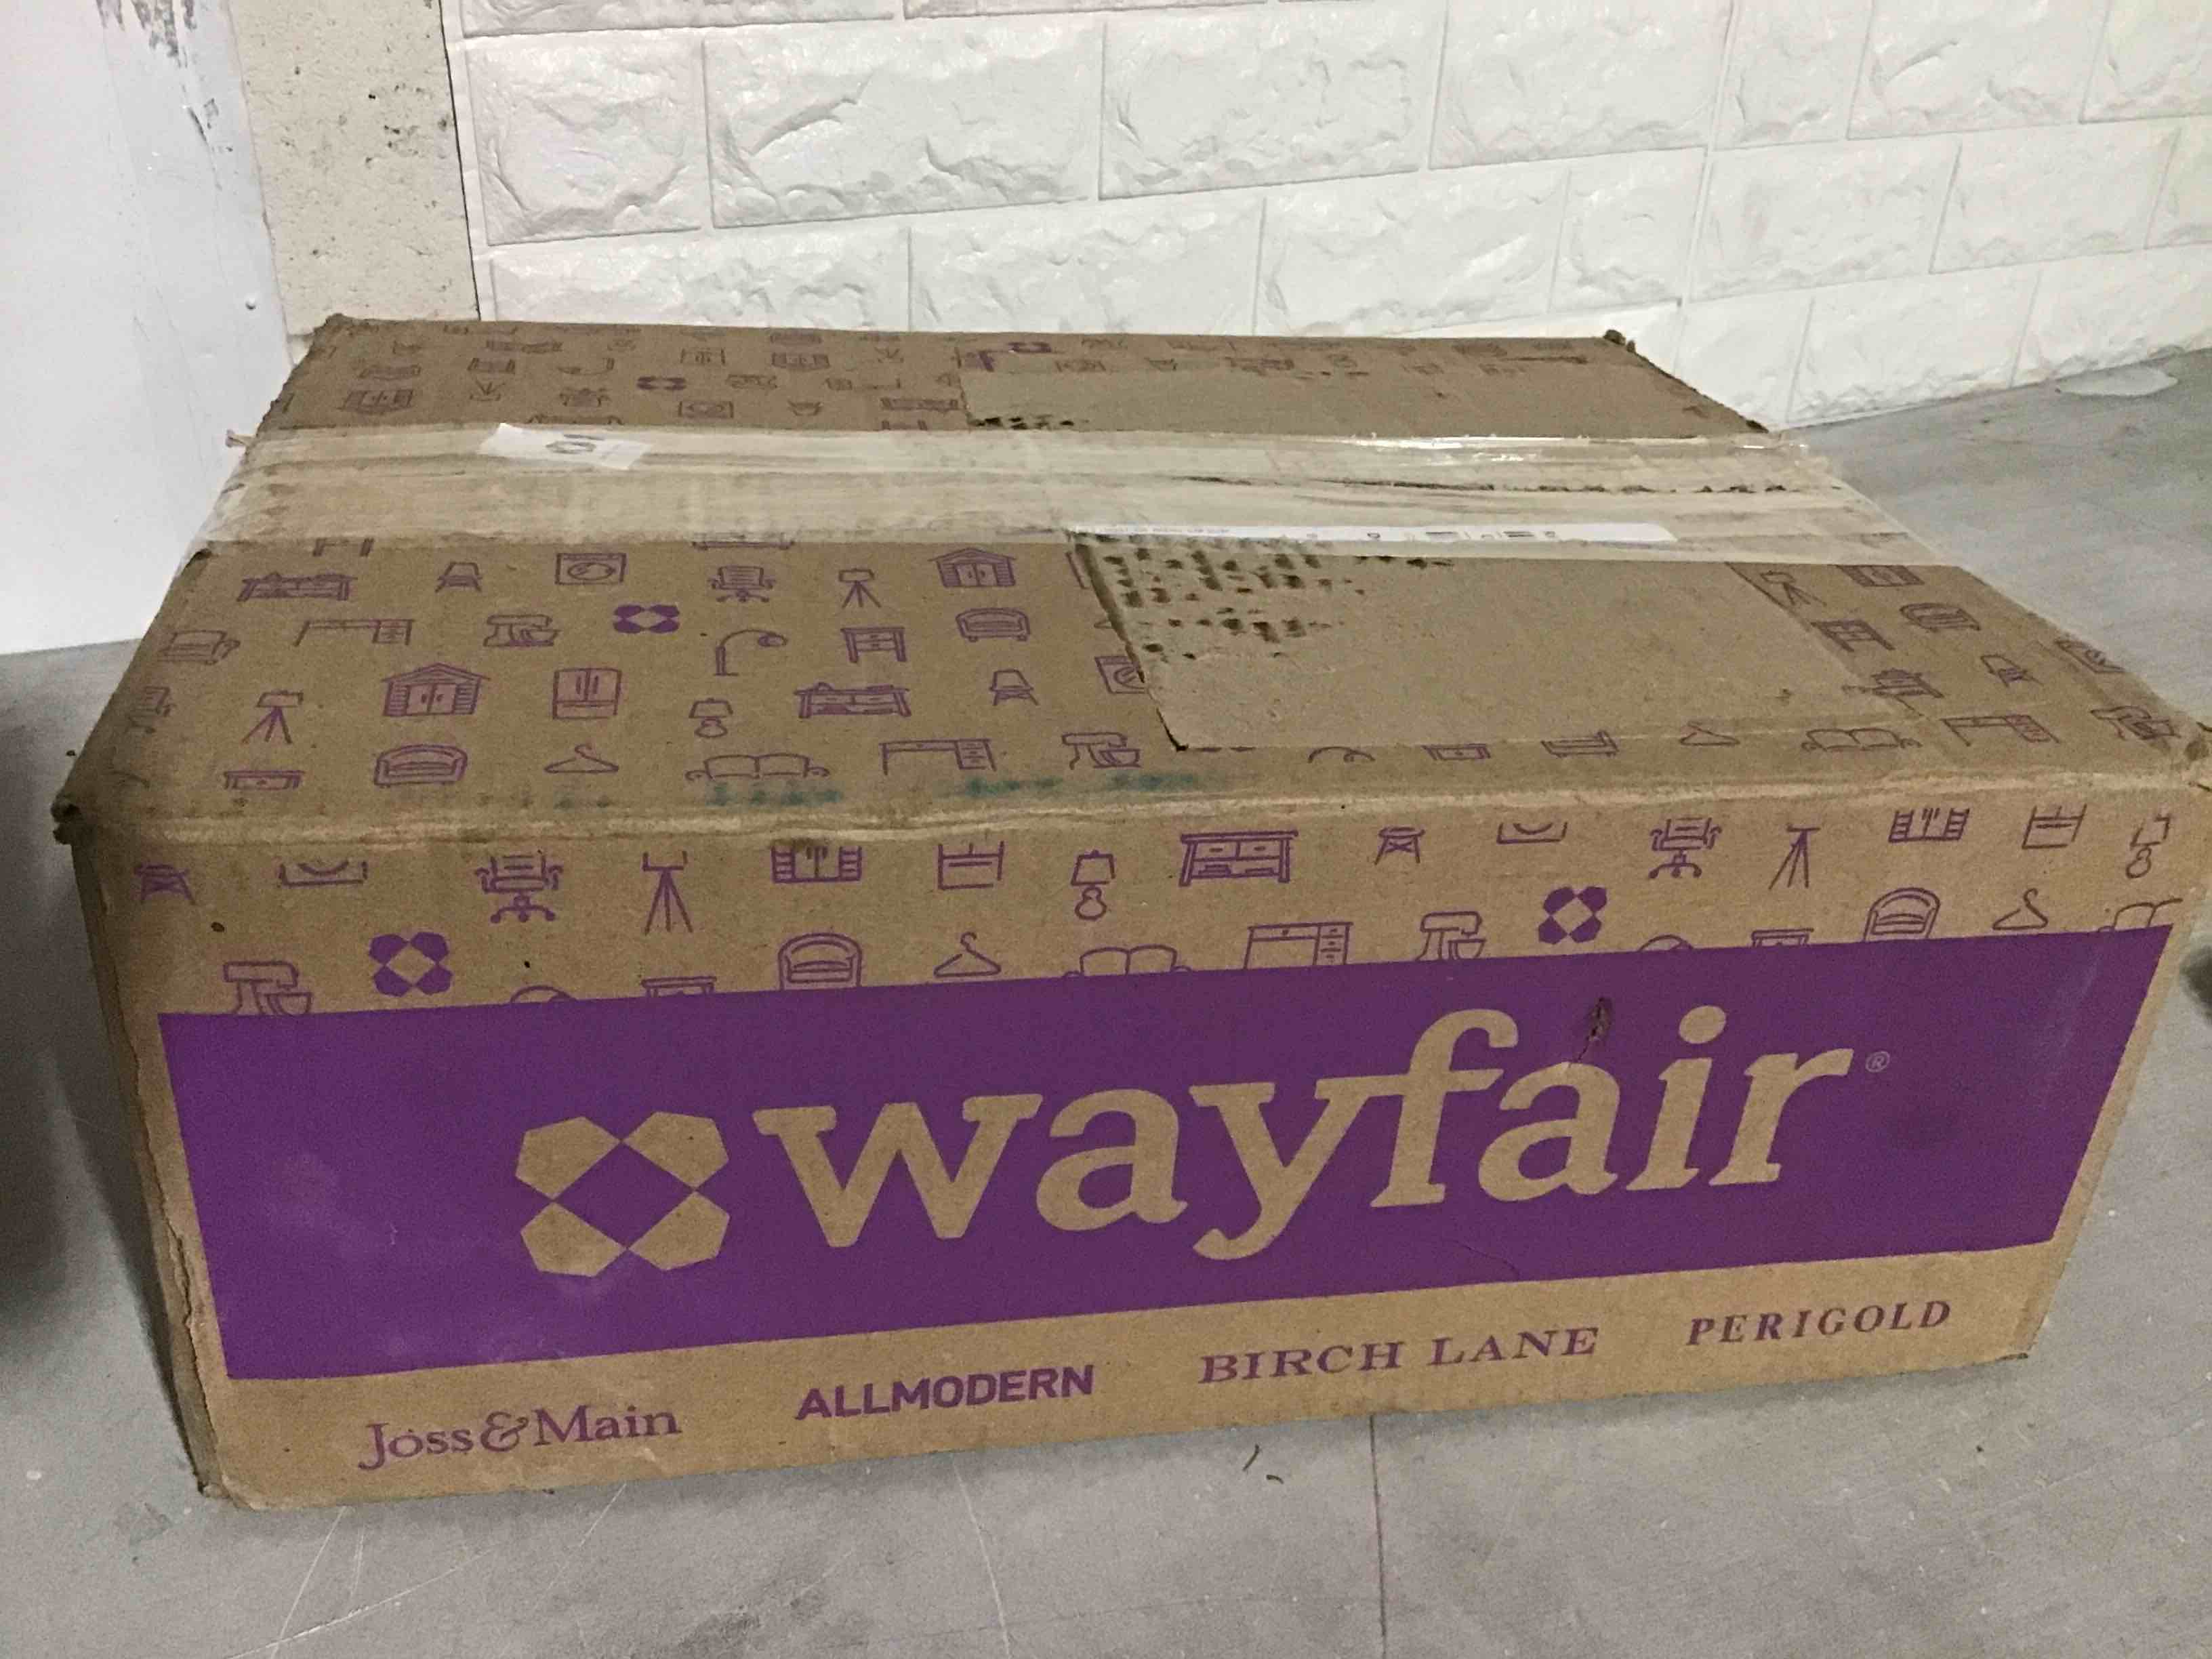 wayfair®
Joss&Main ALLMODERN BIRCH LANE PERIGOLD